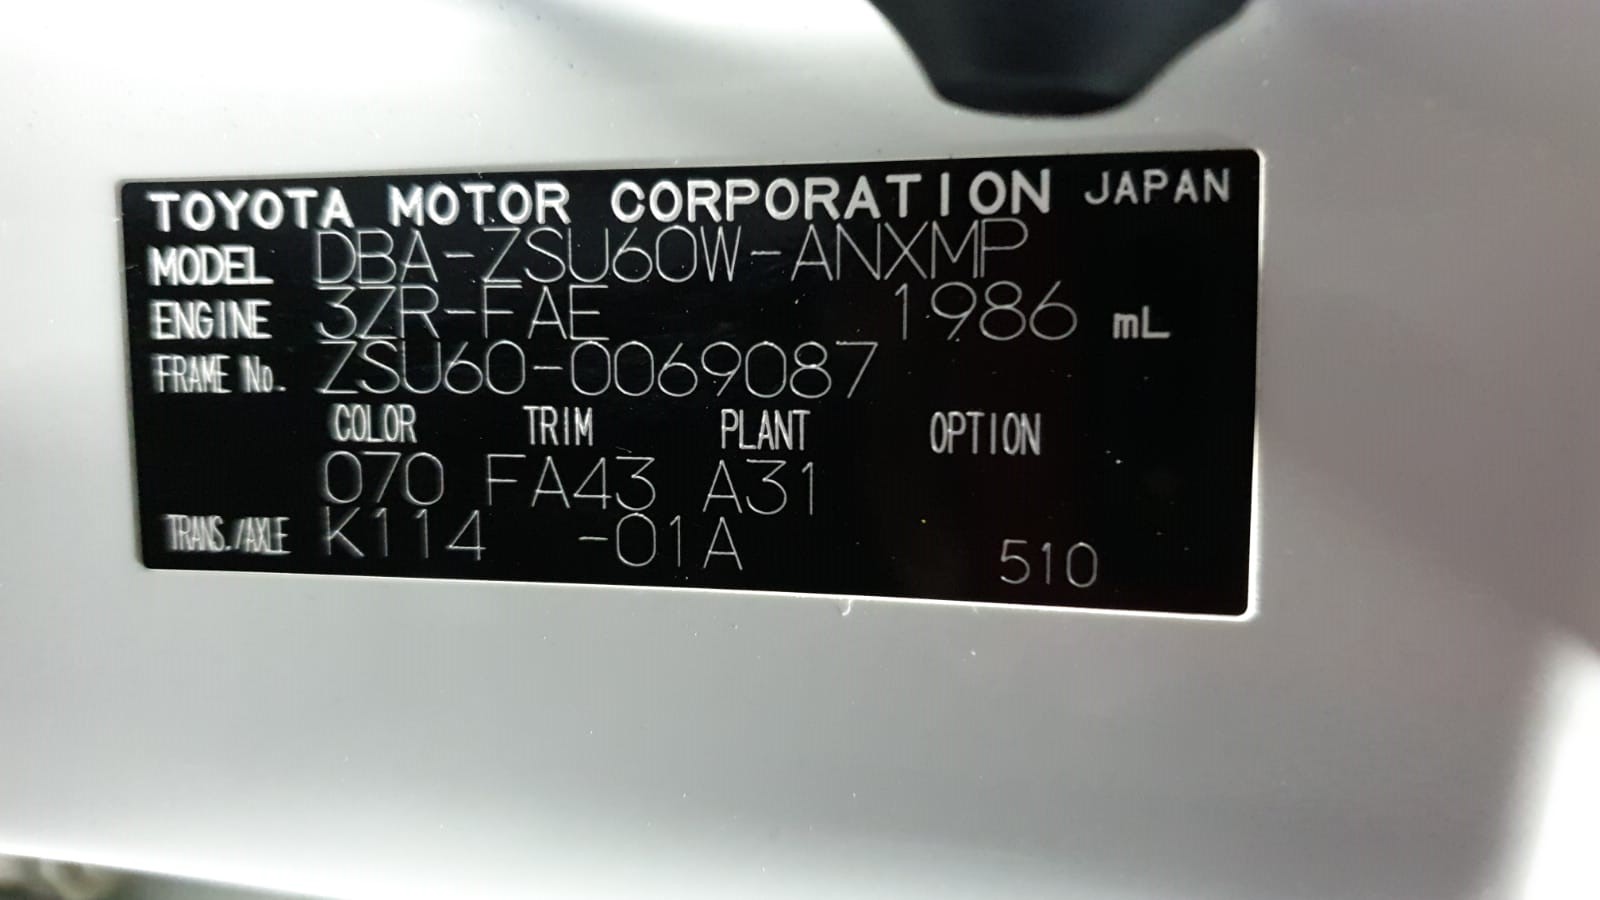 TOYOTA MOTOR CORPORATION JAPAN
MODEL DBA-ZSU60W-ANXMP
ENGINE 3ZR-FAE 1986 mL
FRAME No. ZSU60-0069087
COLOR TRIM PLANT OPTION
070 FA43 A31
TRANS./AXLE K114 -01A 510